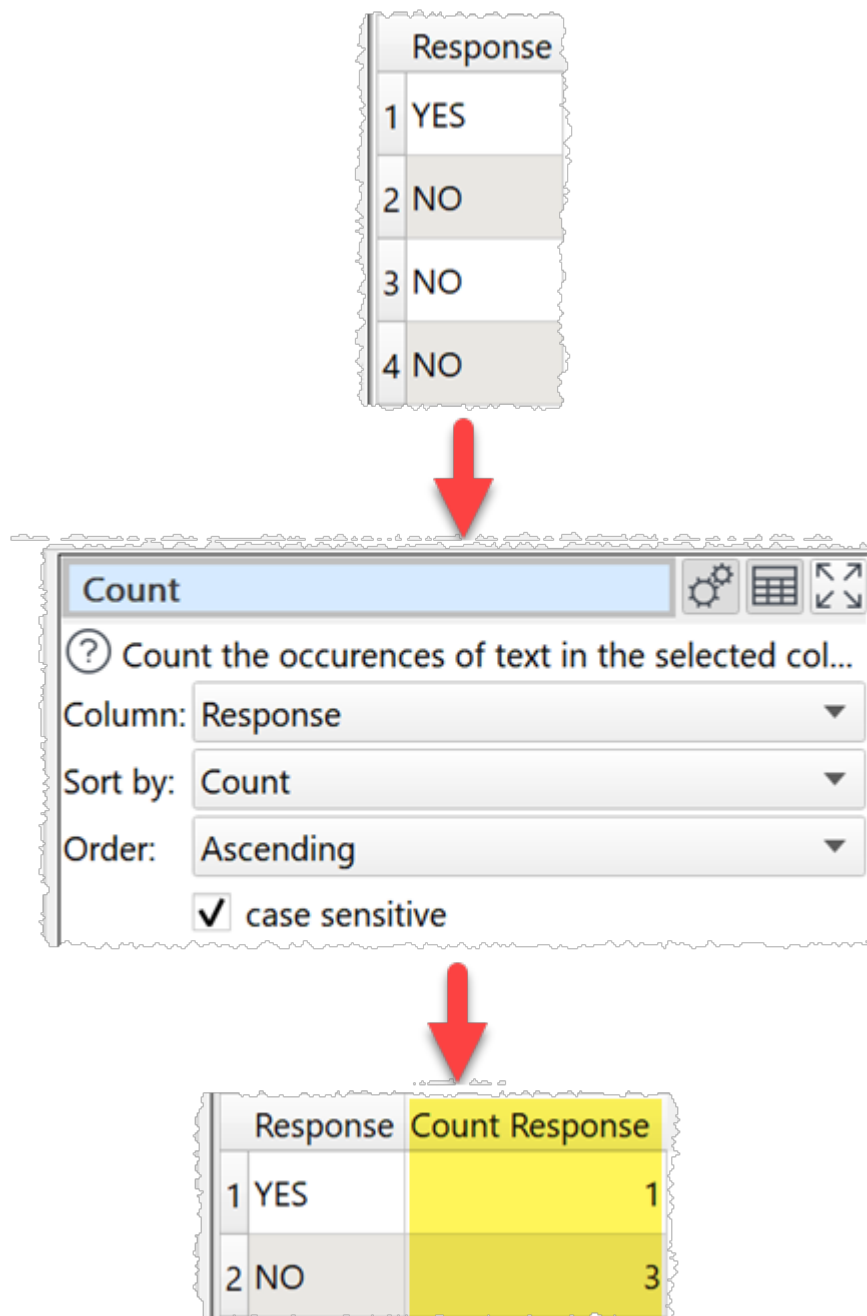 Response
1 YES
2 NO
3 NO
4 NO
Count
? Count the occurences of text in the selected col...
Column: Response
Sort by: Count
Order: Ascending
case sensitive
Response Count Response
1 YES 1
2 NO 3